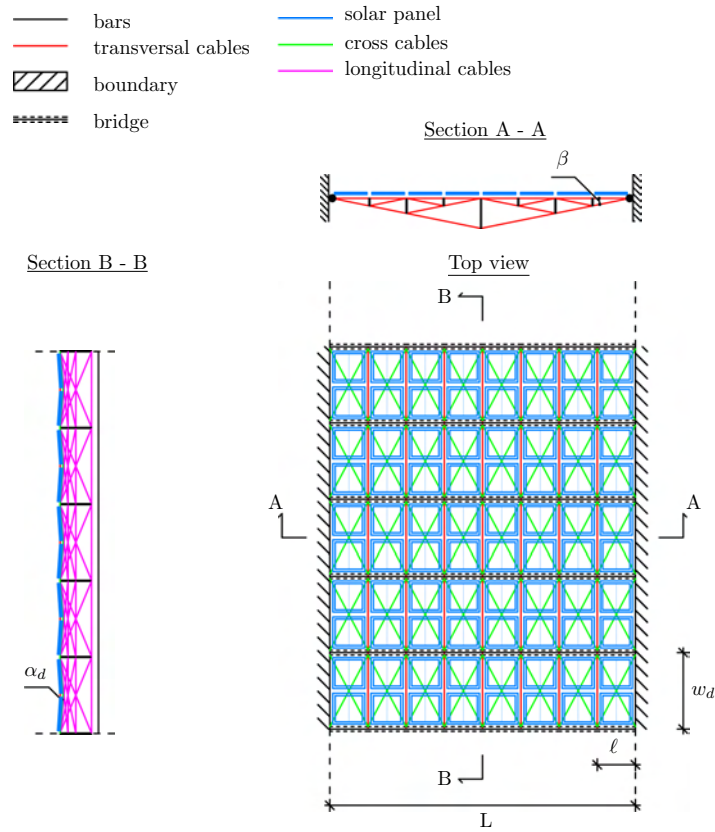 bars
transversal cables
boundary
bridge
solar panel
cross cables
longitudinal cables
Section A - A
β
Section B - B
Top view
B
A
A
α_d
w_d
ℓ
B
L